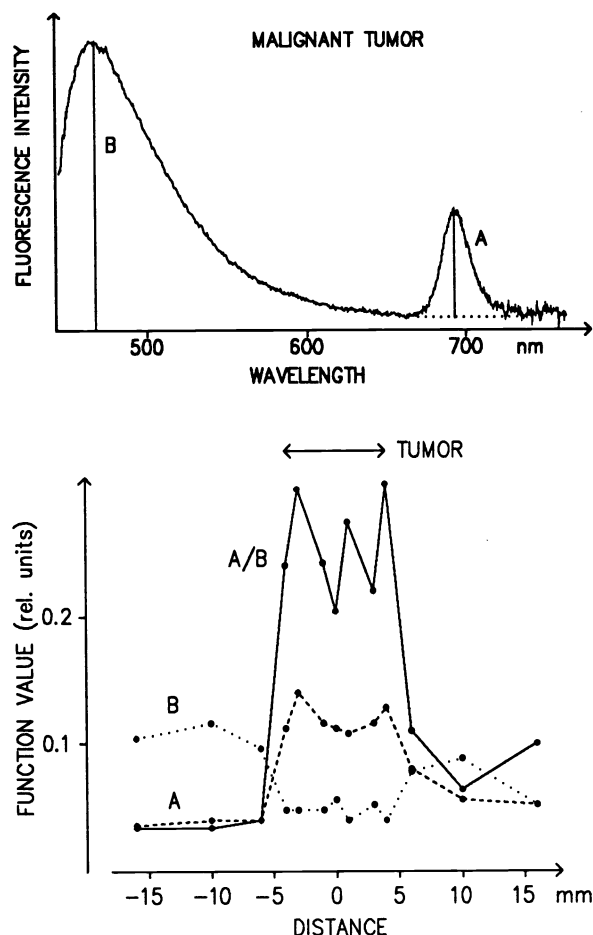 MALIGNANT TUMOR
FLUORESCENCE INTENSITY
B
A
500 600 700 nm
WAVELENGTH
TUMOR
A/B
FUNCTION VALUE (rel. units)
0.2
B
0.1
A
-15 -10 -5 0 5 10 15 mm
DISTANCE